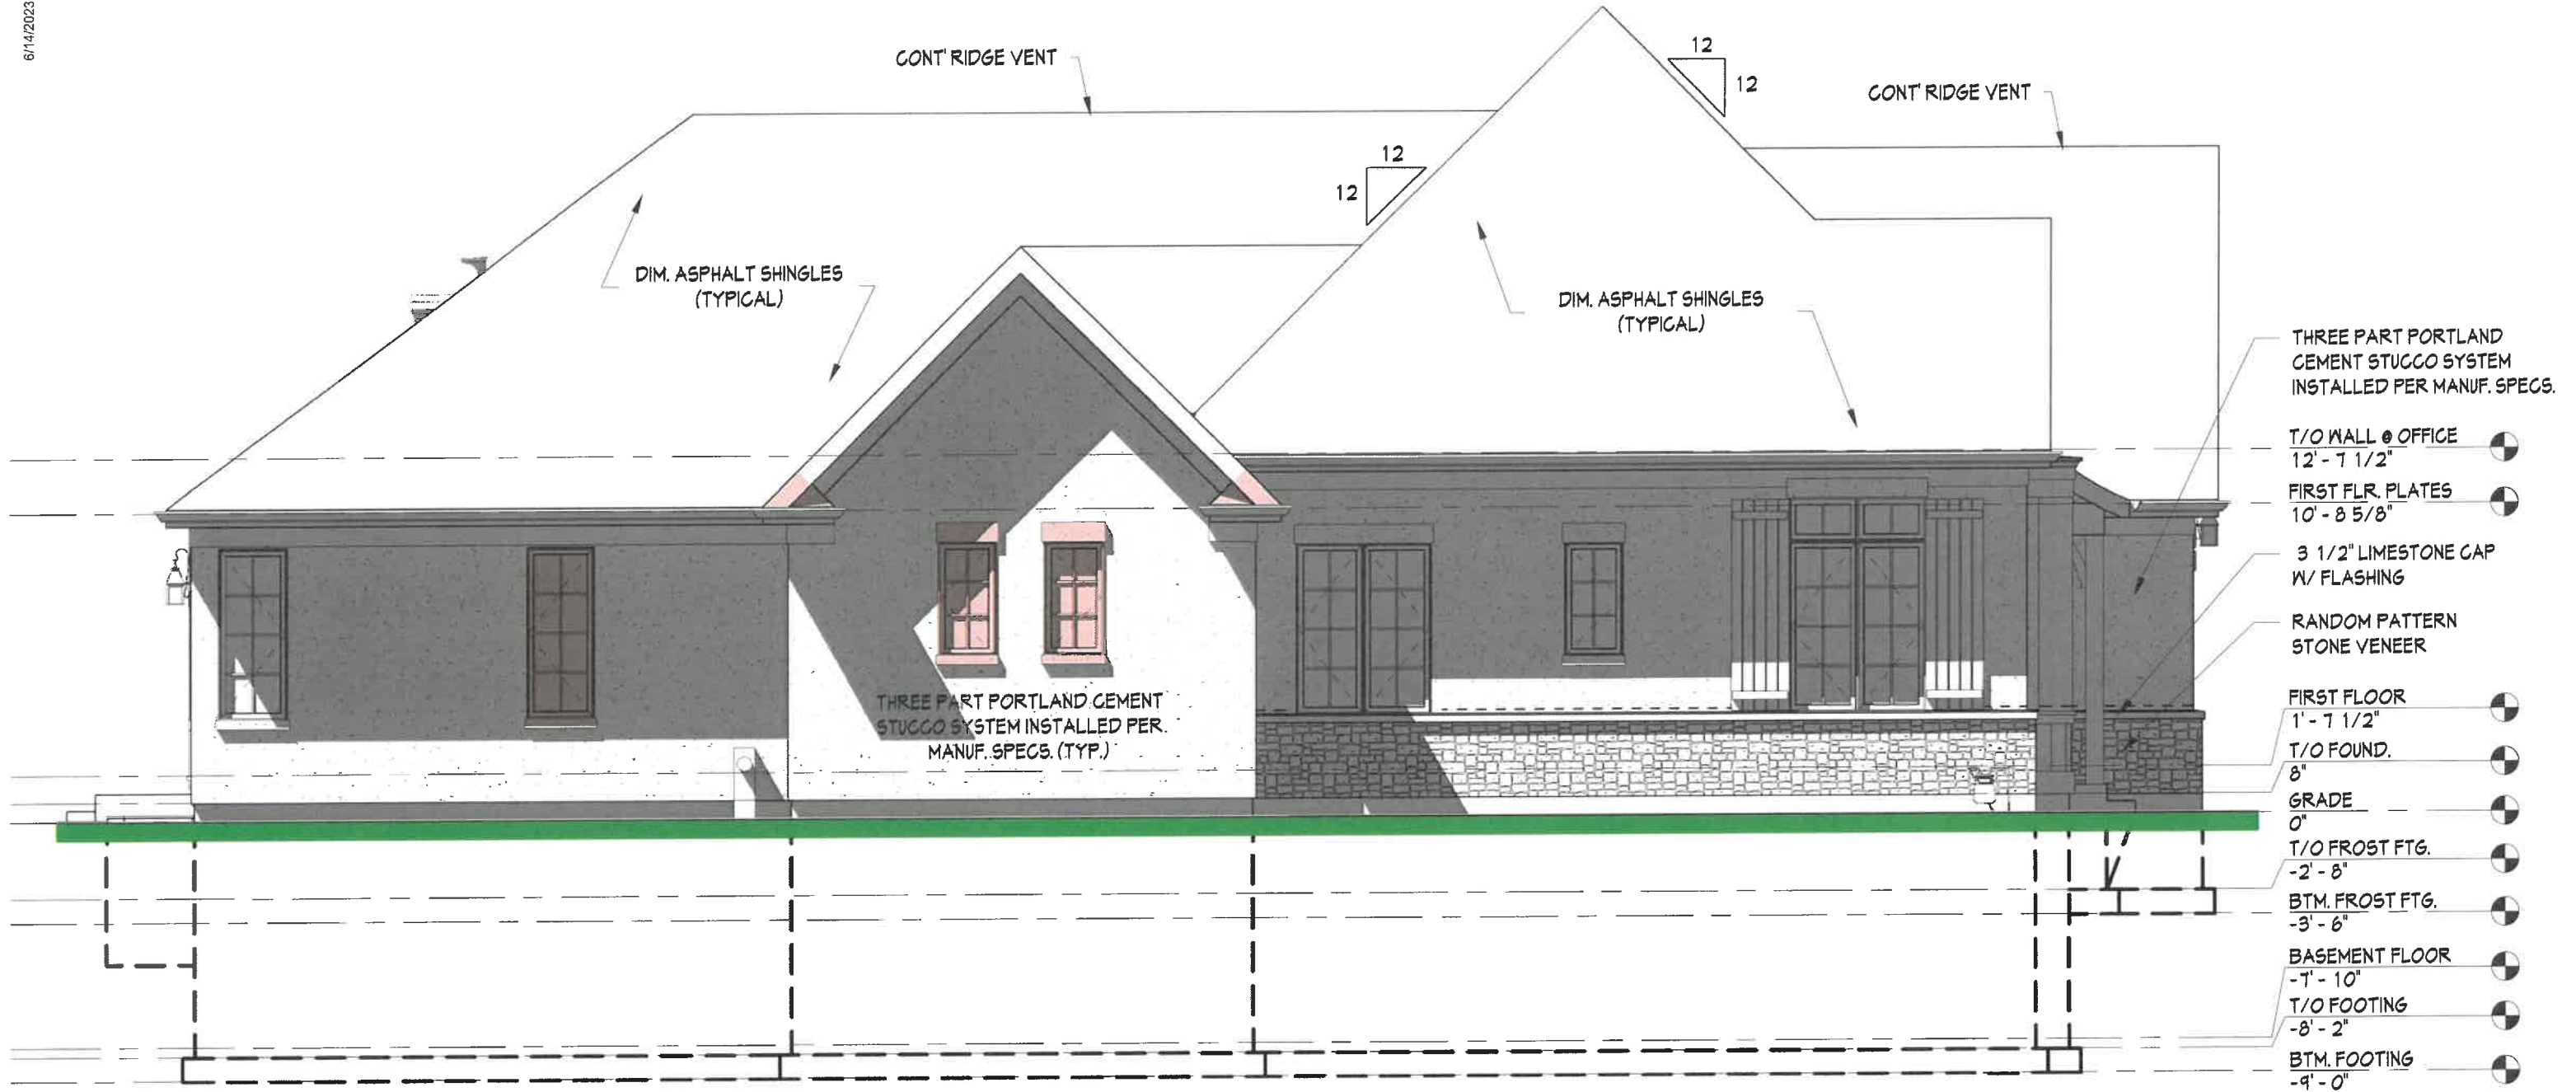 6/14/2023
CONT' RIDGE VENT
12
12
CONT' RIDGE VENT
12
12
DIM. ASPHALT SHINGLES
(TYPICAL)
DIM. ASPHALT SHINGLES
(TYPICAL)
THREE PART PORTLAND
CEMENT STUCCO SYSTEM
INSTALLED PER MANUF. SPECS.
T/O WALL @ OFFICE
12' - 7 1/2"
FIRST FLR. PLATES
10' - 8 5/8"
3 1/2" LIMESTONE CAP
W/ FLASHING
RANDOM PATTERN
STONE VENEER
THREE PART PORTLAND CEMENT
STUCCO SYSTEM INSTALLED PER.
MANUF. SPECS. (TYP.)
FIRST FLOOR
1' - 7 1/2"
T/O FOUND.
8"
GRADE
0"
T/O FROST FTG.
-2' - 8"
BTM. FROST FTG.
-3' - 6"
BASEMENT FLOOR
-7' - 10"
T/O FOOTING
-8' - 2"
BTM. FOOTING
-9' - 0"